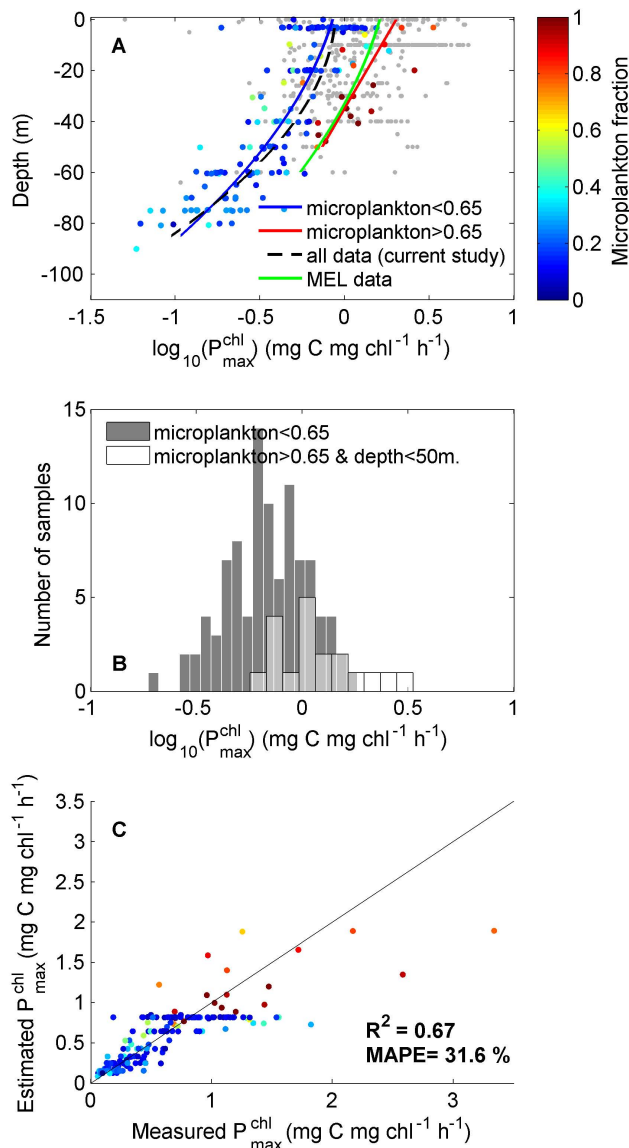 A
0
-20
-40
-60
-80
-100
Depth (m)
-1.5
-1
-0.5
0
0.5
1
log10(P chl max) (mg C mg chl-1 h-1)
microplankton<0.65
microplankton>0.65
all data (current study)
MEL data
1
0.8
0.6
0.4
0.2
0
Microplankton fraction
15
10
5
0
Number of samples
microplankton<0.65
microplankton>0.65 & depth<50m.
B
-1
-0.5
0
0.5
1
log10(P chl max) (mg C mg chl-1 h-1)
C
3.5
3
2.5
2
1.5
1
0.5
0
Estimated P chl max (mg C mg chl-1 h-1)
R2 = 0.67
MAPE= 31.6 %
0
1
2
3
Measured P chl max (mg C mg chl-1 h-1)